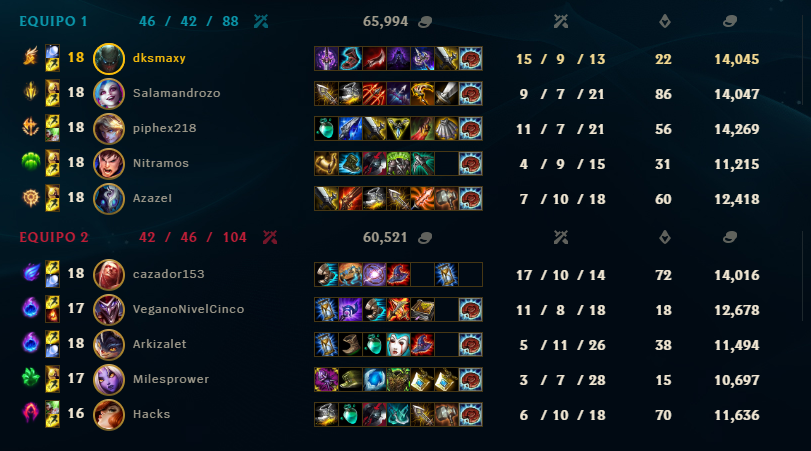 EQUIPO 1 46 / 42 / 88 65,994
18 dksmaxy 15 / 9 / 13 22 14,045
18 Salamandrozo 9 / 7 / 21 86 14,047
18 piphex218 11 / 7 / 21 56 14,269
18 Nitramos 4 / 9 / 15 31 11,215
18 Azazel 7 / 10 / 18 60 12,418
EQUIPO 2 42 / 46 / 104 60,521
18 cazador153 17 / 10 / 14 72 14,016
17 VeganoNivelCinco 11 / 8 / 18 18 12,678
18 Arkizalet 5 / 11 / 26 38 11,494
17 Milesprower 3 / 7 / 28 15 10,697
16 Hacks 6 / 10 / 18 70 11,636